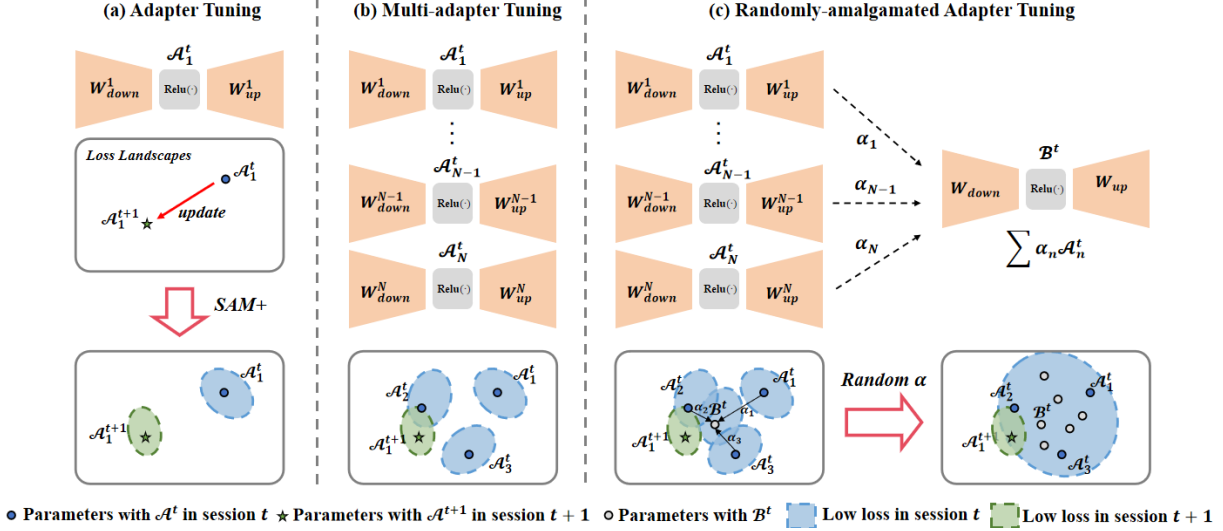 (a) Adapter Tuning
𝒜₁ᵗ
W¹down Relu(·) W¹up
Loss Landscapes
𝒜₁ᵗ
update
𝒜₁ᵗ⁺¹
SAM+
𝒜₁ᵗ
𝒜₁ᵗ⁺¹
(b) Multi-adapter Tuning
𝒜₁ᵗ
W¹down Relu(·) W¹up
⋮
𝒜ᵗN−1
Wᴺ⁻¹down Relu(·) Wᴺ⁻¹up
𝒜ᵗN
Wᴺdown Relu(·) Wᴺup
𝒜₂ᵗ 𝒜₁ᵗ
𝒜₁ᵗ⁺¹
𝒜₃ᵗ
(c) Randomly-amalgamated Adapter Tuning
𝒜₁ᵗ
W¹down Relu(·) W¹up
⋮
𝒜ᵗN−1
Wᴺ⁻¹down Relu(·) Wᴺ⁻¹up
𝒜ᵗN
Wᴺdown Relu(·) Wᴺup
α₁
αN−1
αN
ℬᵗ
Wdown Relu(·) Wup
∑ αₙ𝒜ₙᵗ
𝒜₂ᵗ 𝒜₁ᵗ
α₂ ℬᵗ α₁
𝒜₁ᵗ⁺¹ α₃
𝒜₃ᵗ
Random α
𝒜₂ᵗ 𝒜₁ᵗ
ℬᵗ
𝒜₁ᵗ⁺
𝒜₃ᵗ
Parameters with 𝒜ᵗ in session t Parameters with 𝒜ᵗ⁺¹ in session t + 1 Parameters with ℬᵗ Low loss in session t Low loss in session t + 1